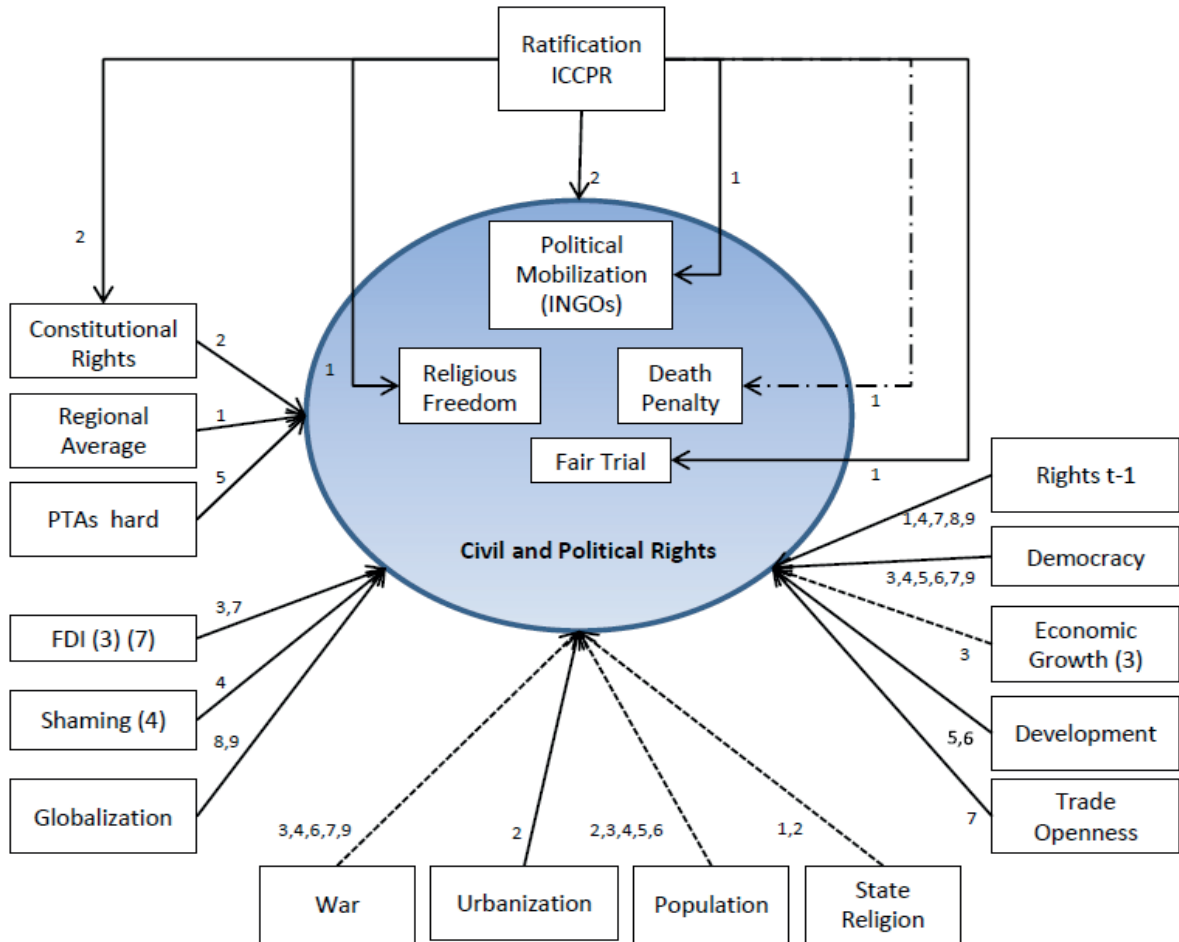 Ratification
ICCPR
2
1
2
Political
Mobilization
(INGOs)
Constitutional
Rights
2
1
Religious
Freedom
Death
Penalty
1
Regional
Average
1
Fair Trial
1
5
PTAs hard
Rights t-1
1,4,7,8,9
Civil and Political Rights
Democracy
3,4,5,6,7,9
3,7
FDI (3) (7)
Economic
Growth (3)
3
4
Shaming (4)
5,6
Development
8,9
Globalization
7
Trade
Openness
3,4,6,7,9
2
2,3,4,5,6
1,2
War
Urbanization
Population
State
Religion